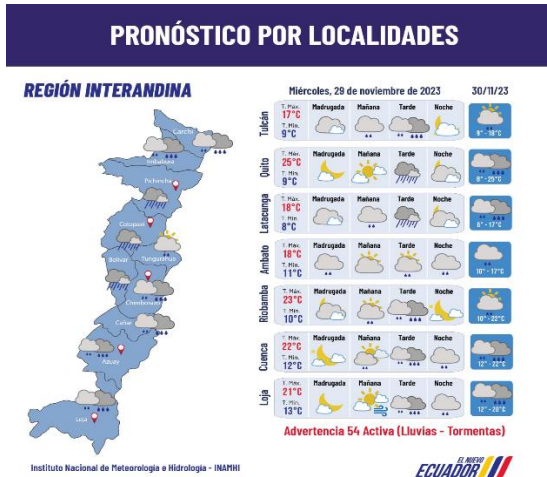 PRONÓSTICO POR LOCALIDADES
REGIÓN INTERANDINA
Miércoles, 29 de noviembre de 2023 30/11/23
Carchi
Imbabura
Pichincha
Cotopaxi
Tungurahua
Bolívar
Chimborazo
Cañar
Azuay
Loja
Tulcán
T. Máx. Madrugada Mañana Tarde Noche
17°C
T. Mín.
9°C
9° - 19°C
Quito
T. Máx. Madrugada Mañana Tarde Noche
25°C
T. Mín.
9°C
8° - 25°C
Latacunga
T. Máx. Madrugada Mañana Tarde Noche
18°C
T. Mín.
8°C
8° - 17°C
Ambato
T. Máx. Madrugada Mañana Tarde Noche
18°C
T. Mín.
11°C
10° - 17°C
Riobamba
T. Máx. Madrugada Mañana Tarde Noche
23°C
T. Mín.
10°C
10° - 22°C
Cuenca
T. Máx. Madrugada Mañana Tarde Noche
22°C
T. Mín.
12°C
12° - 22°C
Loja
T. Máx. Madrugada Mañana Tarde Noche
21°C
T. Mín.
13°C
12° - 20°C
Advertencia 54 Activa (Lluvias - Tormentas)
Instituto Nacional de Meteorología e Hidrología - INAMHI
EL NUEVO
ECUADOR